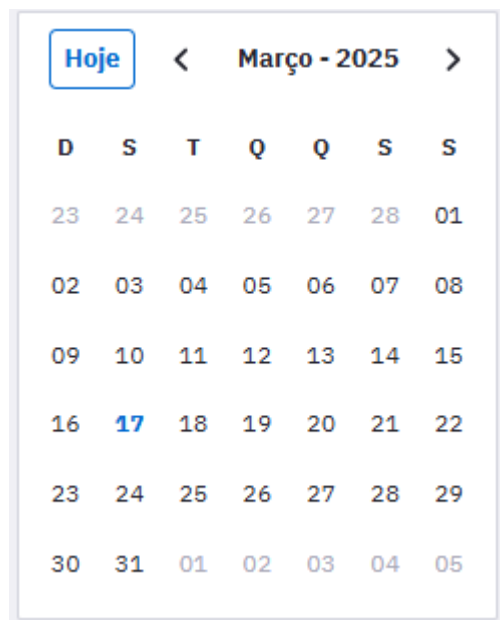 Hoje < Março - 2025 >
D S T Q Q S S
23 24 25 26 27 28 01
02 03 04 05 06 07 08
09 10 11 12 13 14 15
16 17 18 19 20 21 22
23 24 25 26 27 28 29
30 31 01 02 03 04 05